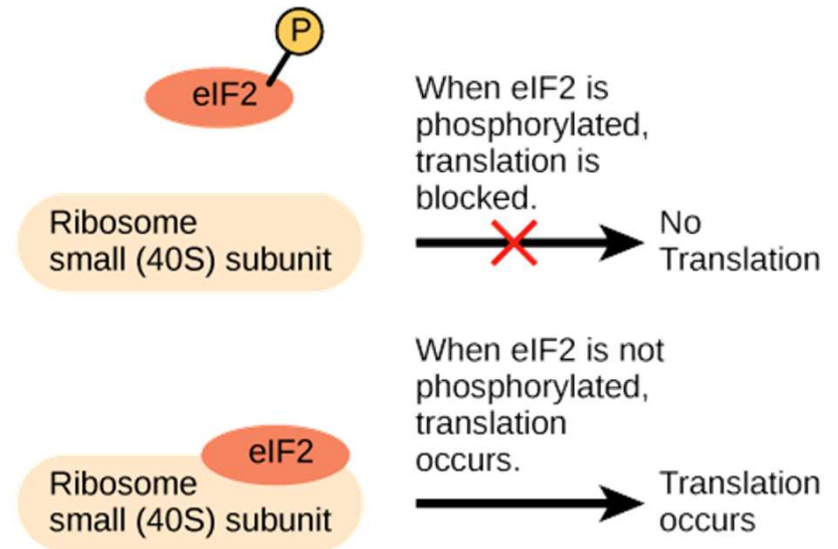 P
eIF2
When eIF2 is
phosphorylated,
translation is
blocked.
Ribosome
small (40S) subunit
No
Translation
When eIF2 is not
phosphorylated,
translation
occurs.
eIF2
Ribosome
small (40S) subunit
Translation
occurs